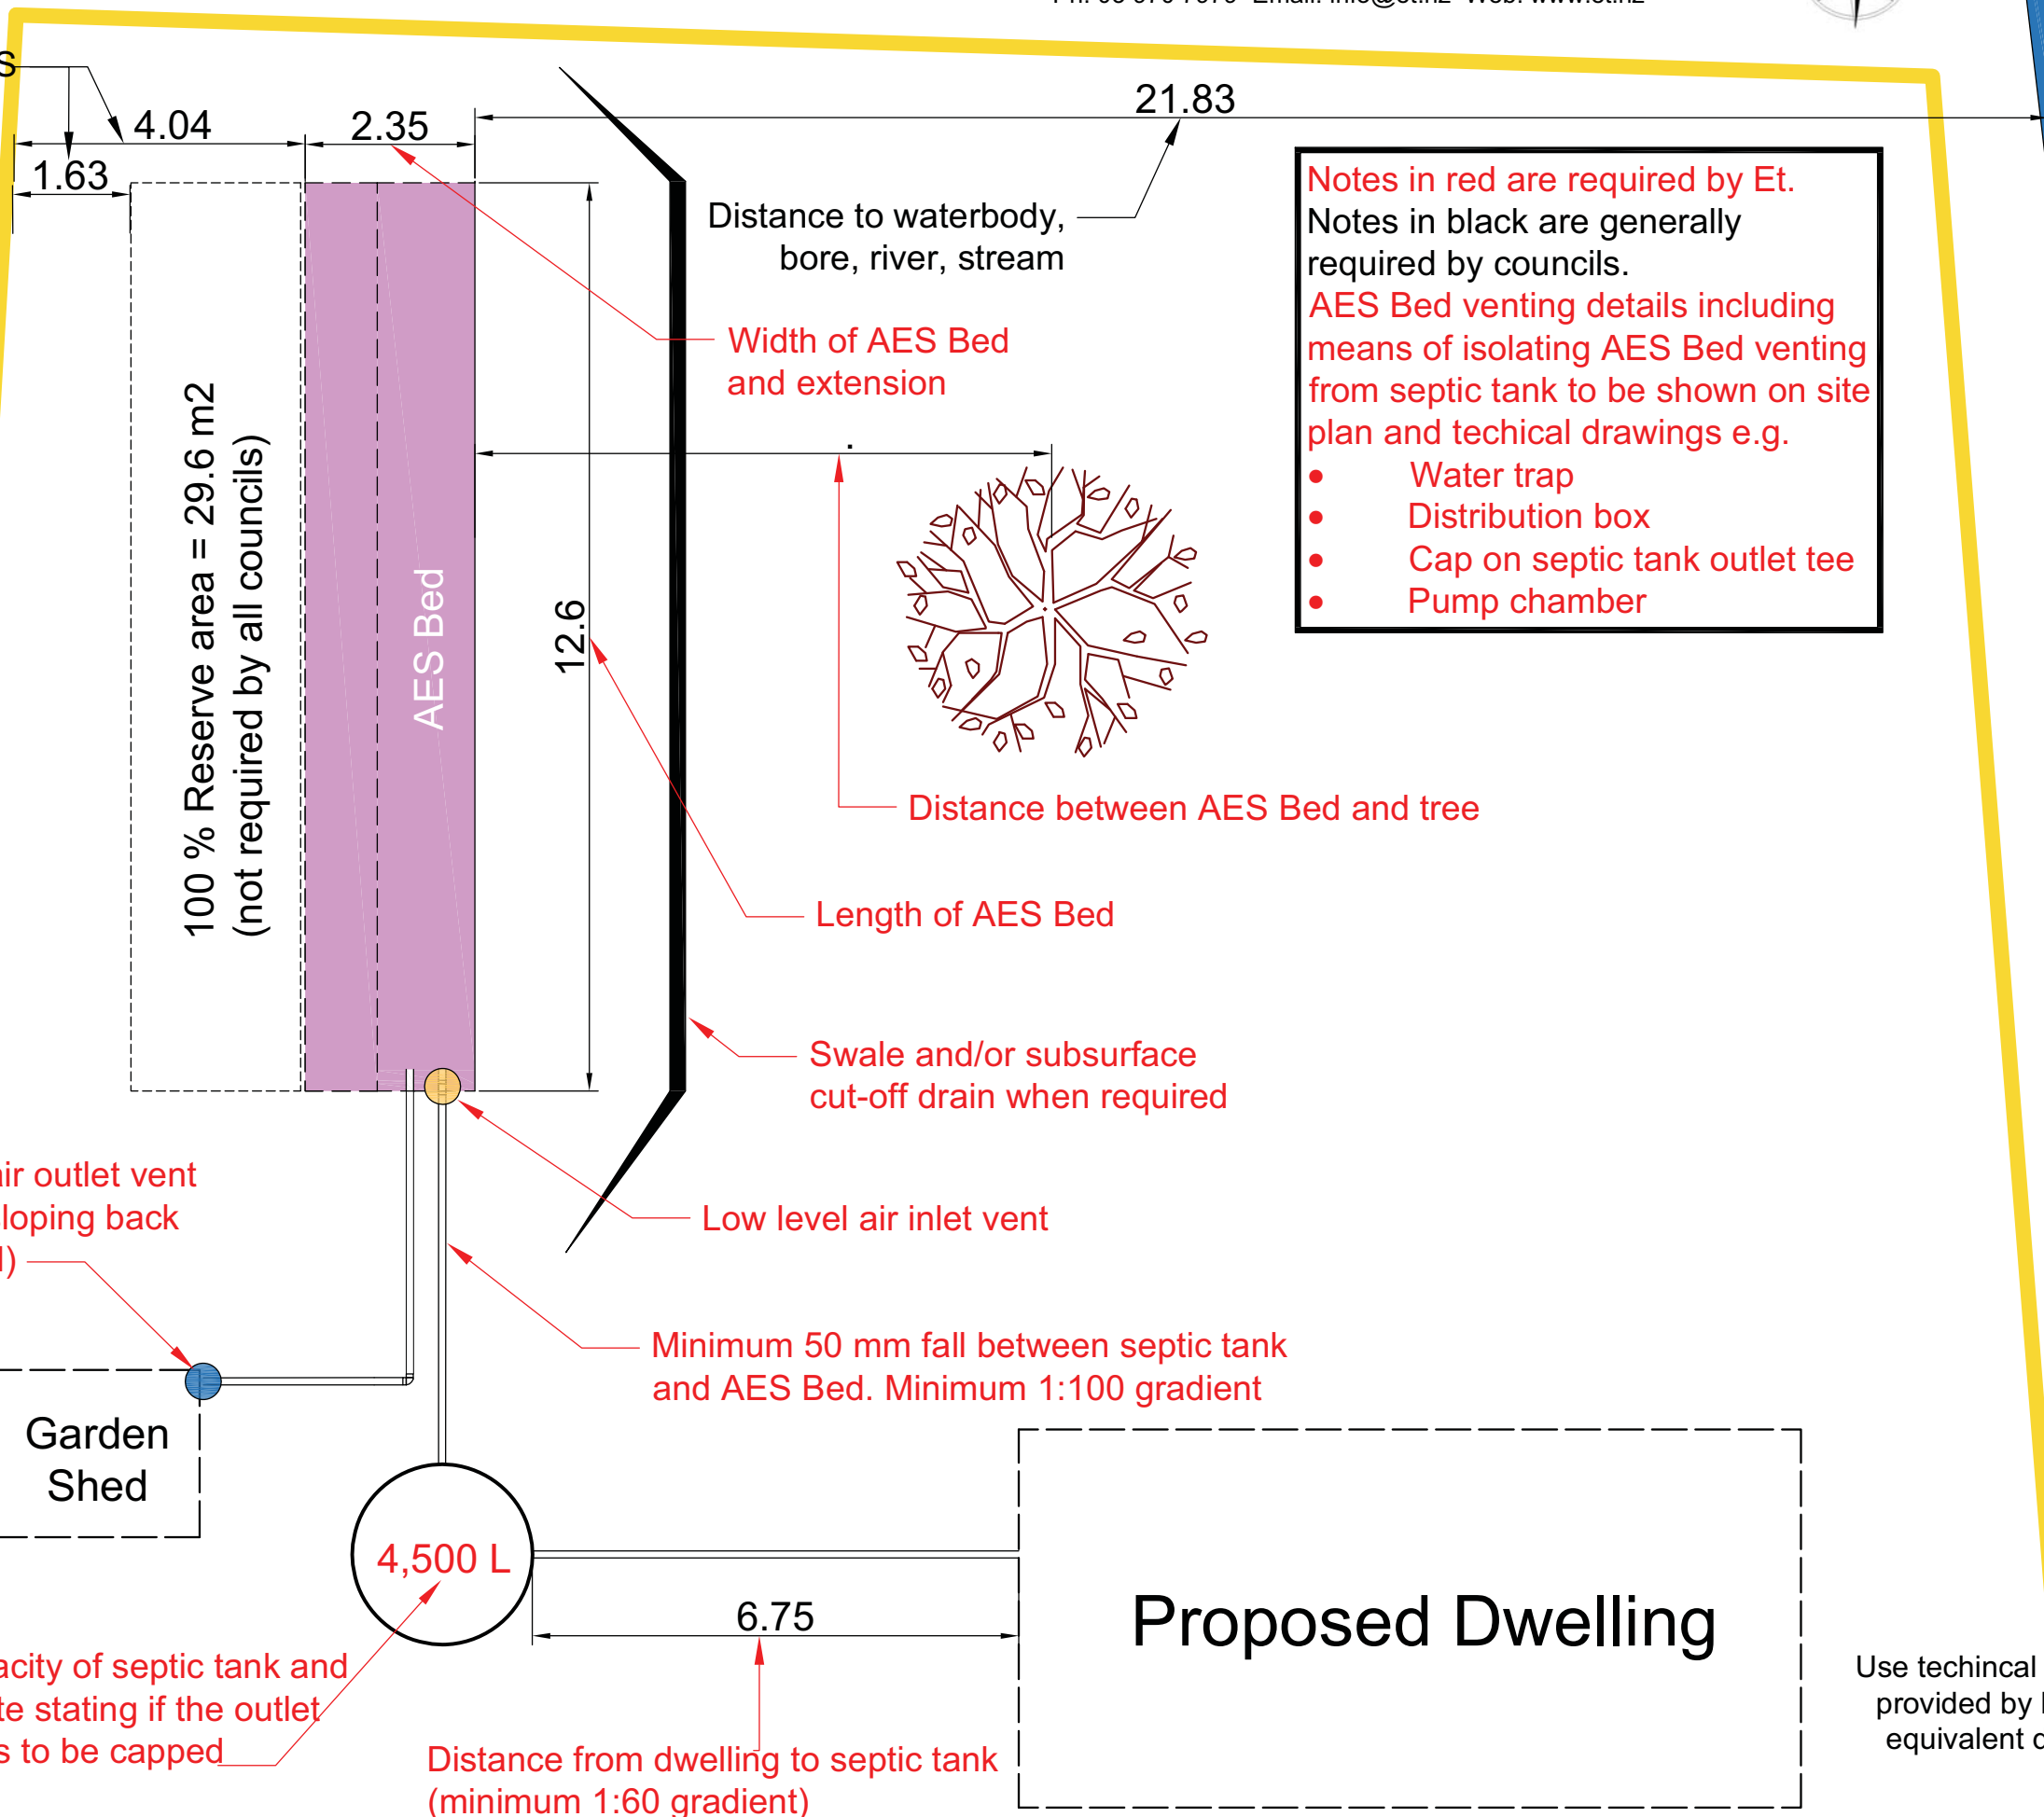 4.04
2.35
21.83
1.63
Distance to waterbody,
bore, river, stream
Notes in red are required by Et.
Notes in black are generally
required by councils.
AES Bed venting details including
means of isolating AES Bed venting
from septic tank to be shown on site
plan and techical drawings e.g.
• Water trap
• Distribution box
• Cap on septic tank outlet tee
• Pump chamber
Width of AES Bed
and extension
100 % Reserve area = 29.6 m2
(not required by all councils)
AES Bed
12.6
Distance between AES Bed and tree
Length of AES Bed
Swale and/or subsurface
cut-off drain when required
air outlet vent
sloping back
Low level air inlet vent
Minimum 50 mm fall between septic tank
and AES Bed. Minimum 1:100 gradient
Garden
Shed
4,500 L
6.75
Proposed Dwelling
acity of septic tank and
te stating if the outlet
s to be capped
Distance from dwelling to septic tank
(minimum 1:60 gradient)
Use techincal
provided by
equivalent